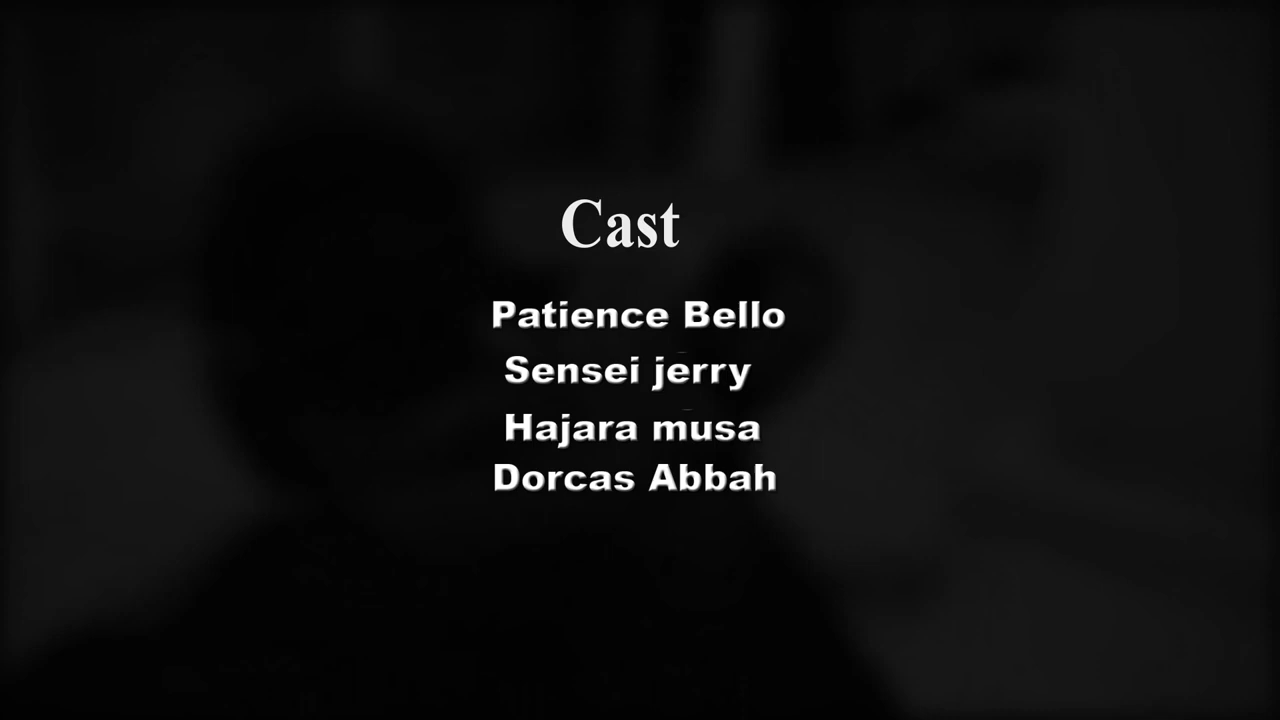 Cast
Patience Bello
Sensei jerry
Hajara musa
Dorcas Abbah